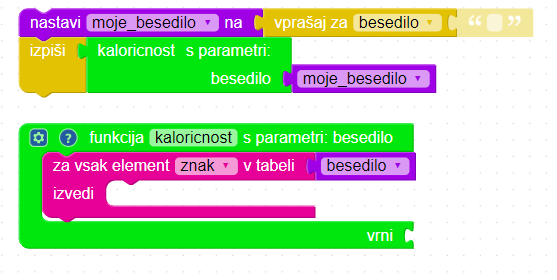 nastavi moje_besedilo na vprašaj za besedilo “ ”
izpiši kaloricnost s parametri:
besedilo moje_besedilo
? funkcija kaloricnost s parametri: besedilo
za vsak element znak v tabeli besedilo
izvedi
vrni